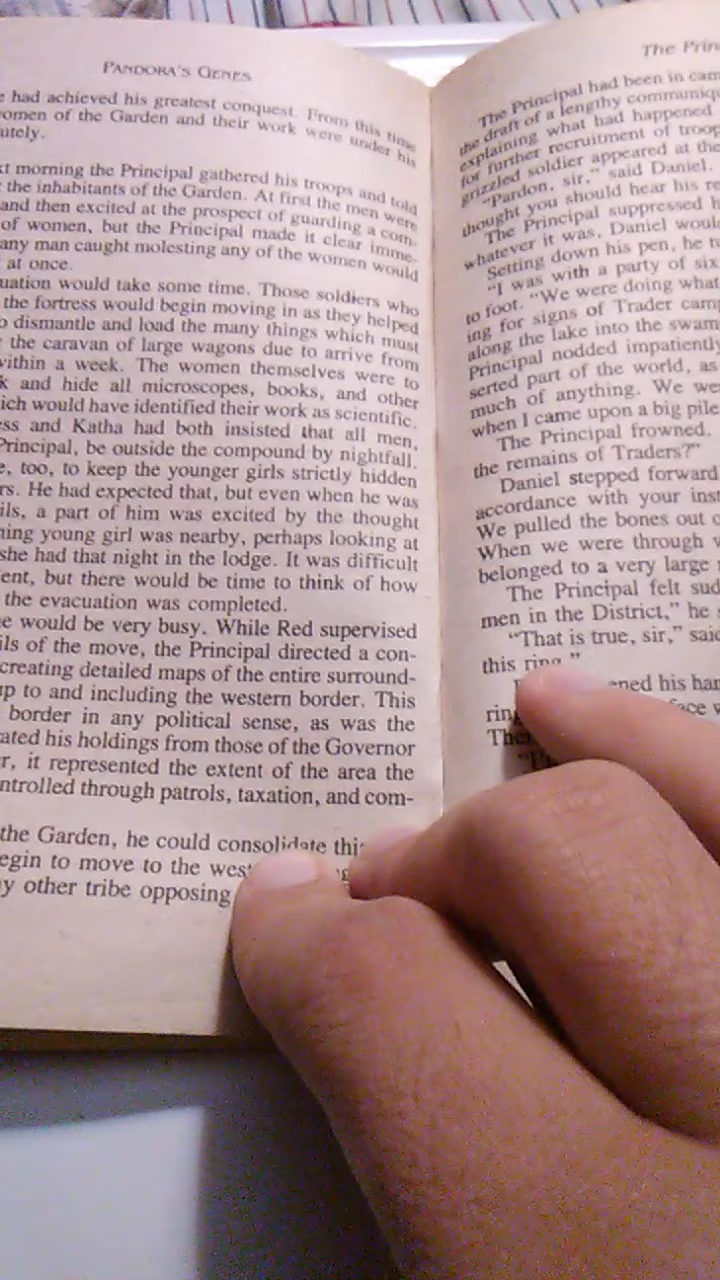 PANDORA'S GENES
had achieved his greatest conquest. From this time
omen of the Garden and their work were under his
utely.
xt morning the Principal gathered his troops and told
the inhabitants of the Garden. At first the men were
and then excited at the prospect of guarding a com-
of women, but the Principal made it clear imme-
any man caught molesting any of the women would
at once.
uation would take some time. Those soldiers who
the fortress would begin moving in as they helped
o dismantle and load the many things which must
the caravan of large wagons due to arrive from
within a week. The women themselves were to
k and hide all microscopes, books, and other
ich would have identified their work as scientific.
ess and Katha had both insisted that all men,
Principal, be outside the compound by nightfall.
e, too, to keep the younger girls strictly hidden
rs. He had expected that, but even when he was
ils, a part of him was excited by the thought
ning young girl was nearby, perhaps looking at
she had that night in the lodge. It was difficult
ent, but there would be time to think of how
the evacuation was completed.
e would be very busy. While Red supervised
ils of the move, the Principal directed a con-
creating detailed maps of the entire surround-
up to and including the western border. This
border in any political sense, as was the
ated his holdings from those of the Governor
r, it represented the extent of the area the
ntrolled through patrols, taxation, and com-
the Garden, he could consolidate this
egin to move to the west
y other tribe opposing
The Prin
The Principal had been in cam
the draft of a lengthy communiq
explaining what had happened
for further recruitment of troop
grizzled soldier appeared at the
"Pardon, sir," said Daniel.
thought you should hear his re
The Principal suppressed h
whatever it was, Daniel woul
Setting down his pen, he tu
"I was with a party of six
to foot. "We were doing what
ing for signs of Trader cam
along the lake into the swam
Principal nodded impatiently
serted part of the world, as
much of anything. We we
when I came upon a big pile
The Principal frowned.
the remains of Traders?"
Daniel stepped forward
accordance with your inst
We pulled the bones out o
When we were through w
belonged to a very large
The Principal felt sud
men in the District," he s
"That is true, sir," said
this ring."
ened his han
ring face w
Ther